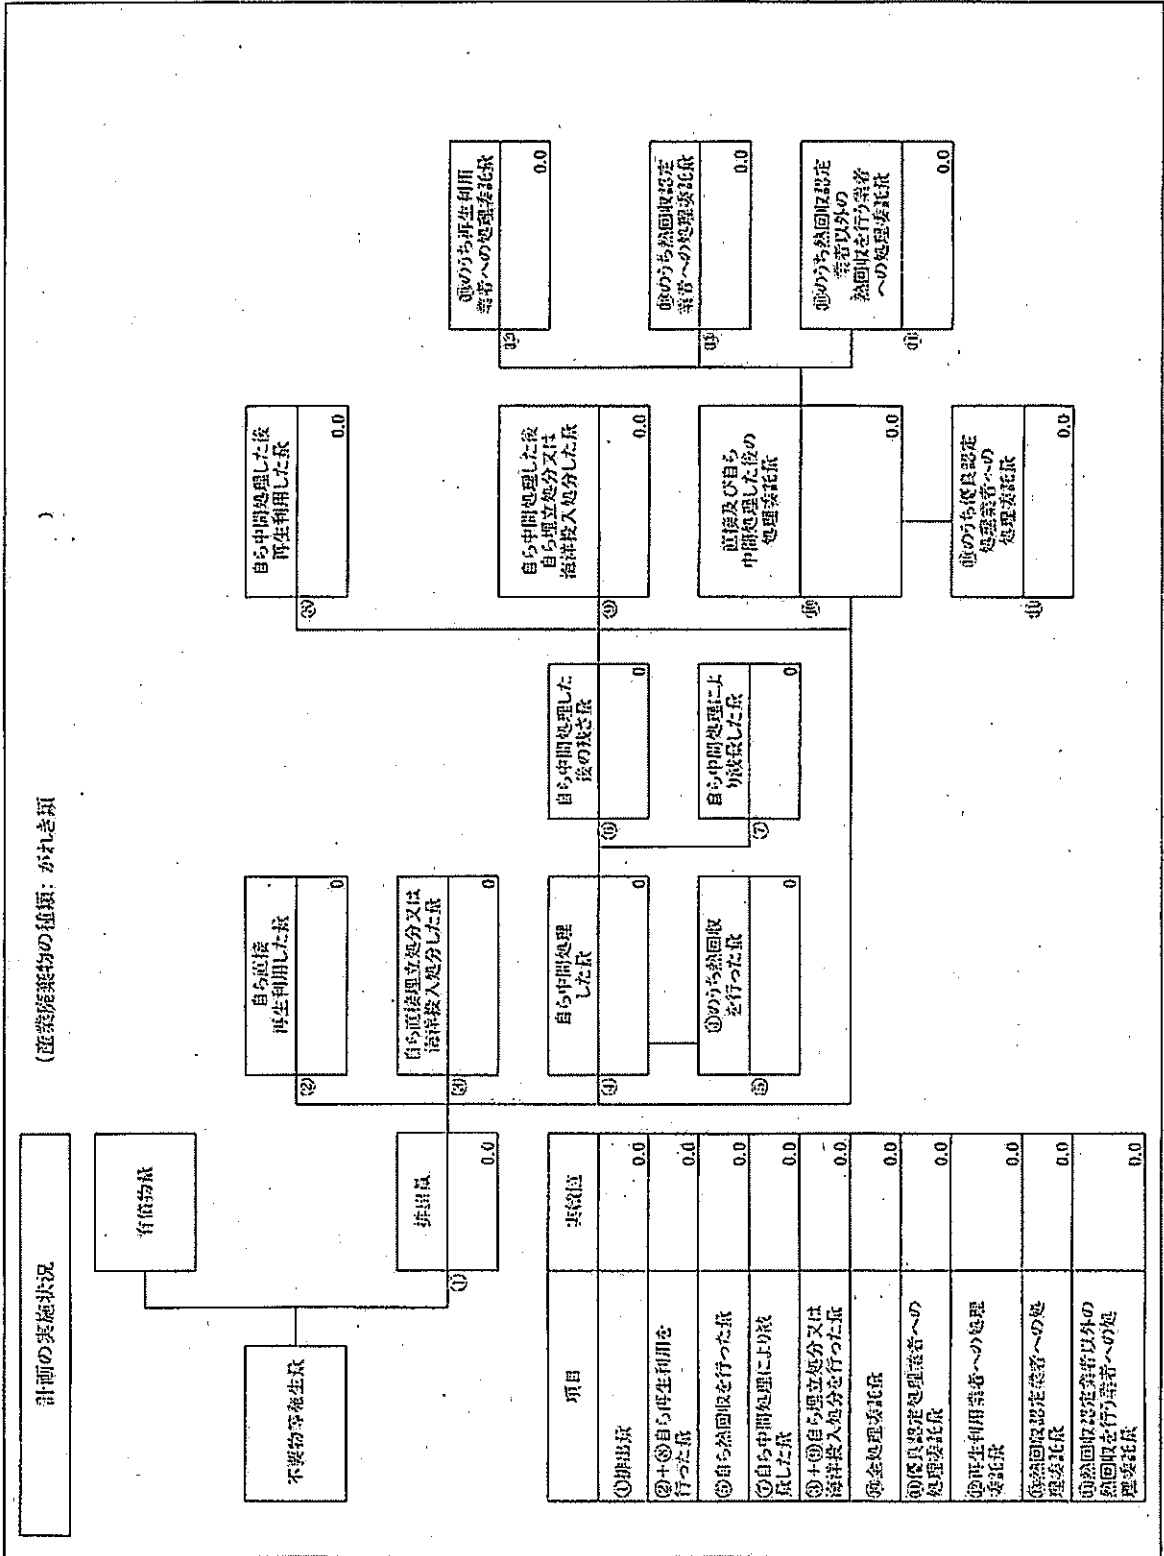 計画の実施状況
(産業廃棄物の種類: がれき類
)
不要物等発生量
有価物量
①
排出量
0.0
②
自ら直接
再生利用した量
0
③
自ら直接埋立処分又は
海洋投入処分した量
0
④
自ら中間処理
した量
0
⑤
④のうち熱回収
を行った量
0
⑥
自ら中間処理した
後の残さ量
0
⑦
自ら中間処理によ
り減量した量
0
⑧
自ら中間処理した後
再生利用した量
0.0
⑨
自ら中間処理した後
自ら埋立処分又は
海洋投入処分した量
0.0
⑩
直接及び自ら
中間処理した後の
処理委託量
0.0
⑪
⑩のうち優良認定
処理業者への
処理委託量
0.0
⑫
⑩のうち再生利用
業者への処理委託量
0.0
⑬
⑩のうち熱回収認定
業者への処理委託量
0.0
⑭
⑩のうち熱回収認定
業者以外の
熱回収を行う業者
への処理委託量
0.0
項目
実績値
①排出量
0.0
②+⑧自ら再生利用を
行った量
0.0
⑤自ら熱回収を行った量
0.0
⑦自ら中間処理により減
量した量
0.0
③+⑨自ら埋立処分又は
海洋投入処分を行った量
0.0
⑩全処理委託量
0.0
⑪優良認定処理業者への
処理委託量
0.0
⑫再生利用業者への処理
委託量
0.0
⑬熱回収認定業者への処
理委託量
0.0
⑭熱回収認定業者以外の
熱回収を行う業者への処
理委託量
0.0